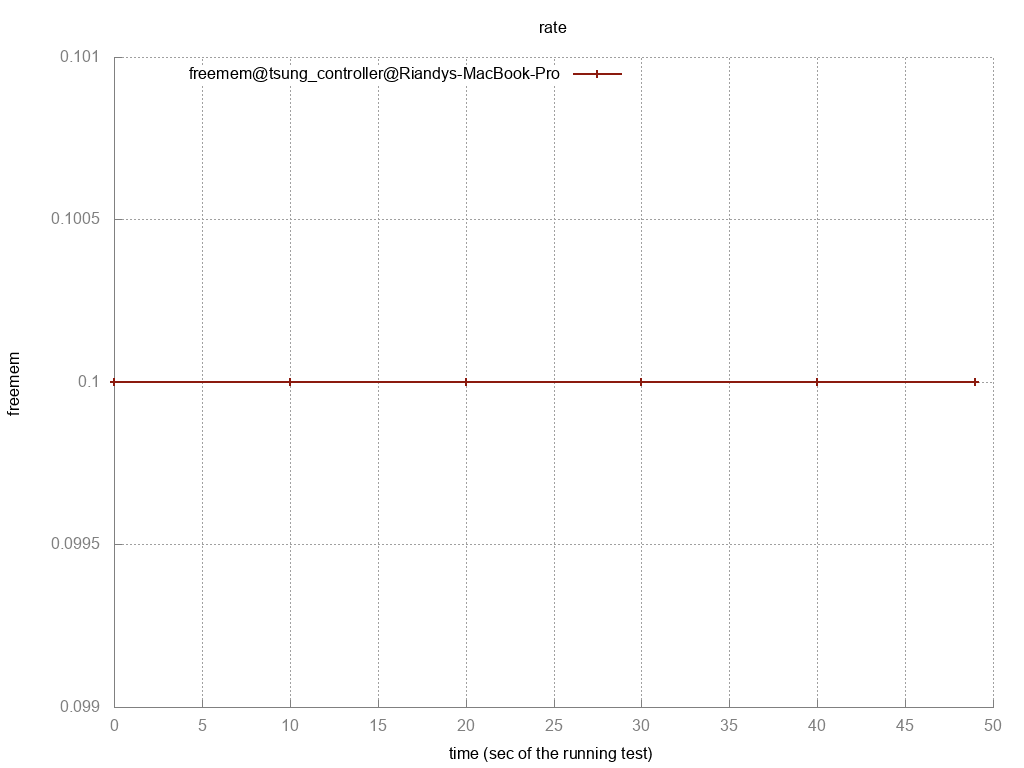 rate
0.101
freemem@tsung_controller@Riandys-MacBook-Pro
0.1005
freemem
0.1
0.0995
0.099
0 5 10 15 20 25 30 35 40 45 50
time (sec of the running test)